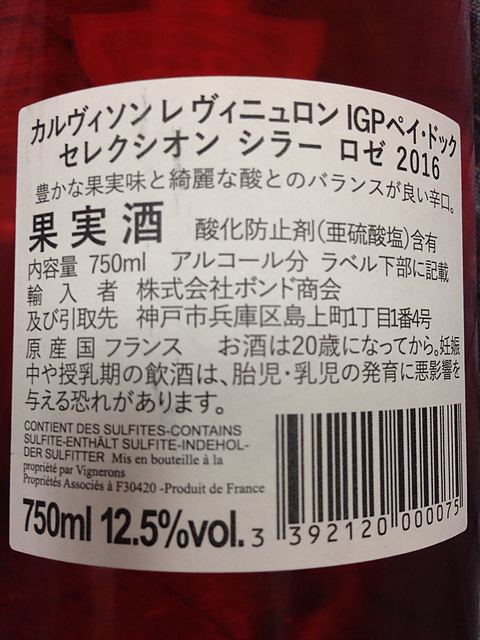 カルヴィソン レ ヴィニュロン IGPペイ・ドック
セレクシオン シラー ロゼ 2016
豊かな果実味と綺麗な酸とのバランスが良い辛口。
果実酒 酸化防止剤(亜硫酸塩)含有
内容量 750ml アルコール分 ラベル下部に記載
輸入者 株式会社ボンド商会
及び引取先 神戸市兵庫区島上町1丁目1番4号
原産国 フランス お酒は20歳になってから。妊娠
中や授乳期の飲酒は、胎児・乳児の発育に悪影響を
与える恐れがあります。
CONTIENT DES SULFITES-CONTAINS
SULFITE-ENTHÄLT SULFITE-INDEHOL-
DER SULFITTER Mis en bouteille à la
propriété par Vignerons
Propriétés Associés à F30420 -Produit de France
750ml 12.5%vol.
3 392120 000075